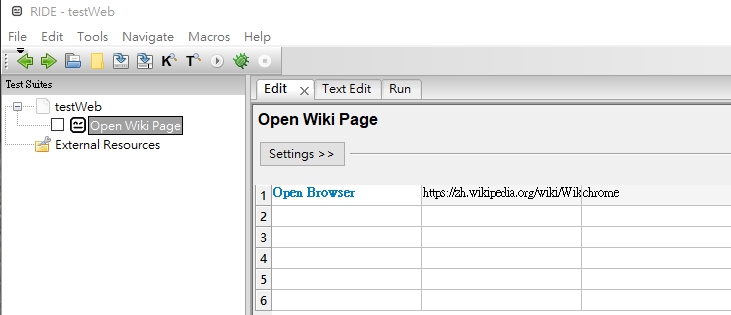 RIDE - testWeb
File Edit Tools Navigate Macros Help
K T
Test Suites
testWeb
Open Wiki Page
External Resources
Edit Text Edit Run
Open Wiki Page
Settings >>
1 Open Browser https://zh.wikipedia.org/wiki/Wik chrome
2
3
4
5
6